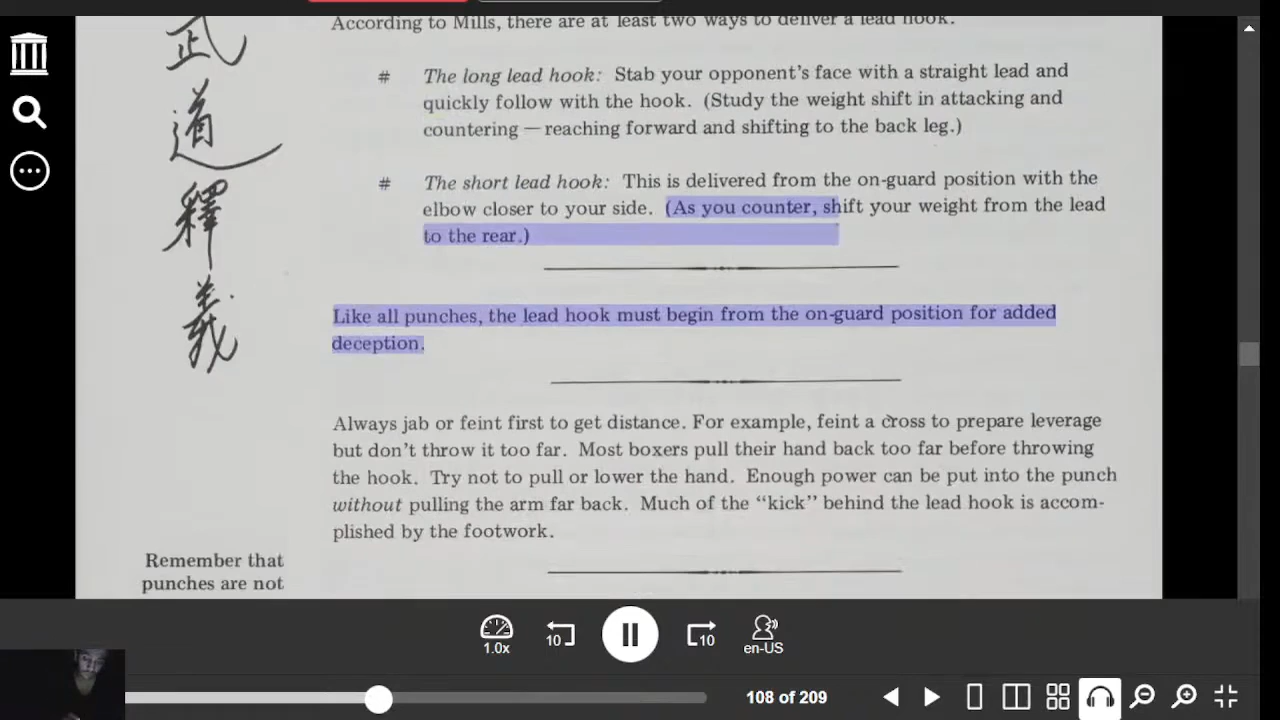 According to Mills, there are at least two ways to deliver a lead hook.
# The long lead hook: Stab your opponent's face with a straight lead and
quickly follow with the hook. (Study the weight shift in attacking and
countering — reaching forward and shifting to the back leg.)
# The short lead hook: This is delivered from the on-guard position with the
elbow closer to your side. (As you counter, shift your weight from the lead
to the rear.)
Like all punches, the lead hook must begin from the on-guard position for added
deception.
Always jab or feint first to get distance. For example, feint a cross to prepare leverage
but don't throw it too far. Most boxers pull their hand back too far before throwing
the hook. Try not to pull or lower the hand. Enough power can be put into the punch
without pulling the arm far back. Much of the "kick" behind the lead hook is accom-
plished by the footwork.
武
道
釋
義
Remember that
punches are not
1.0x
10
10
en-US
108 of 209